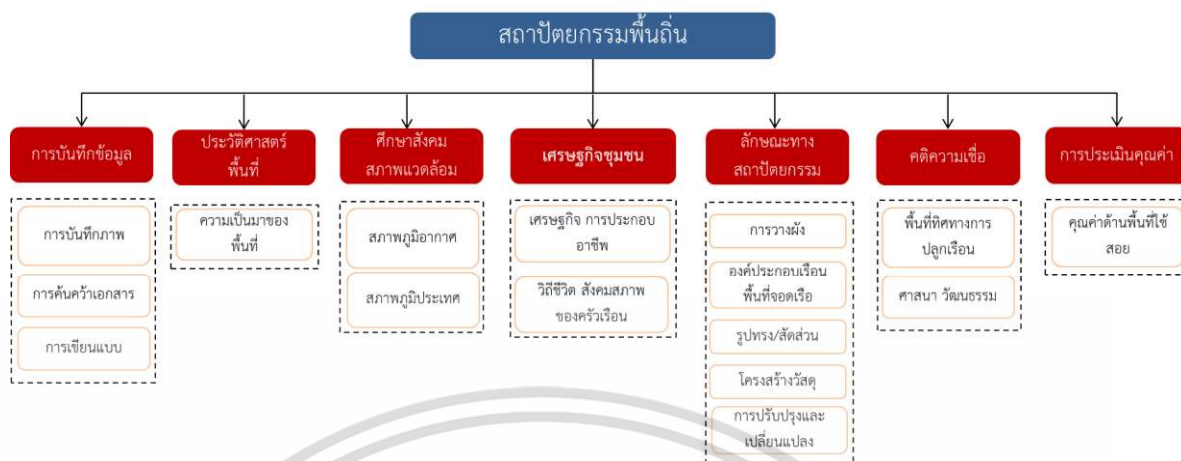 สถาปัตยกรรมพื้นถิ่น
การบันทึกข้อมูล
การบันทึกภาพ
การค้นคว้าเอกสาร
การเขียนแบบ
ประวัติศาสตร์
พื้นที่
ความเป็นมาของ
พื้นที่
ศึกษาสังคม
สภาพแวดล้อม
สภาพภูมิอากาศ
สภาพภูมิประเทศ
เศรษฐกิจชุมชน
เศรษฐกิจ การประกอบ
อาชีพ
วิถีชีวิต สังคมสภาพ
ของครัวเรือน
ลักษณะทาง
สถาปัตยกรรม
การวางผัง
องค์ประกอบเรือน
พื้นที่จอดเรือ
รูปทรง/สัดส่วน
โครงสร้างวัสดุ
การปรับปรุงและ
เปลี่ยนแปลง
คติความเชื่อ
พื้นที่ทิศทางการ
ปลูกเรือน
ศาสนา วัฒนธรรม
การประเมินคุณค่า
คุณค่าด้านพื้นที่ใช้
สอย